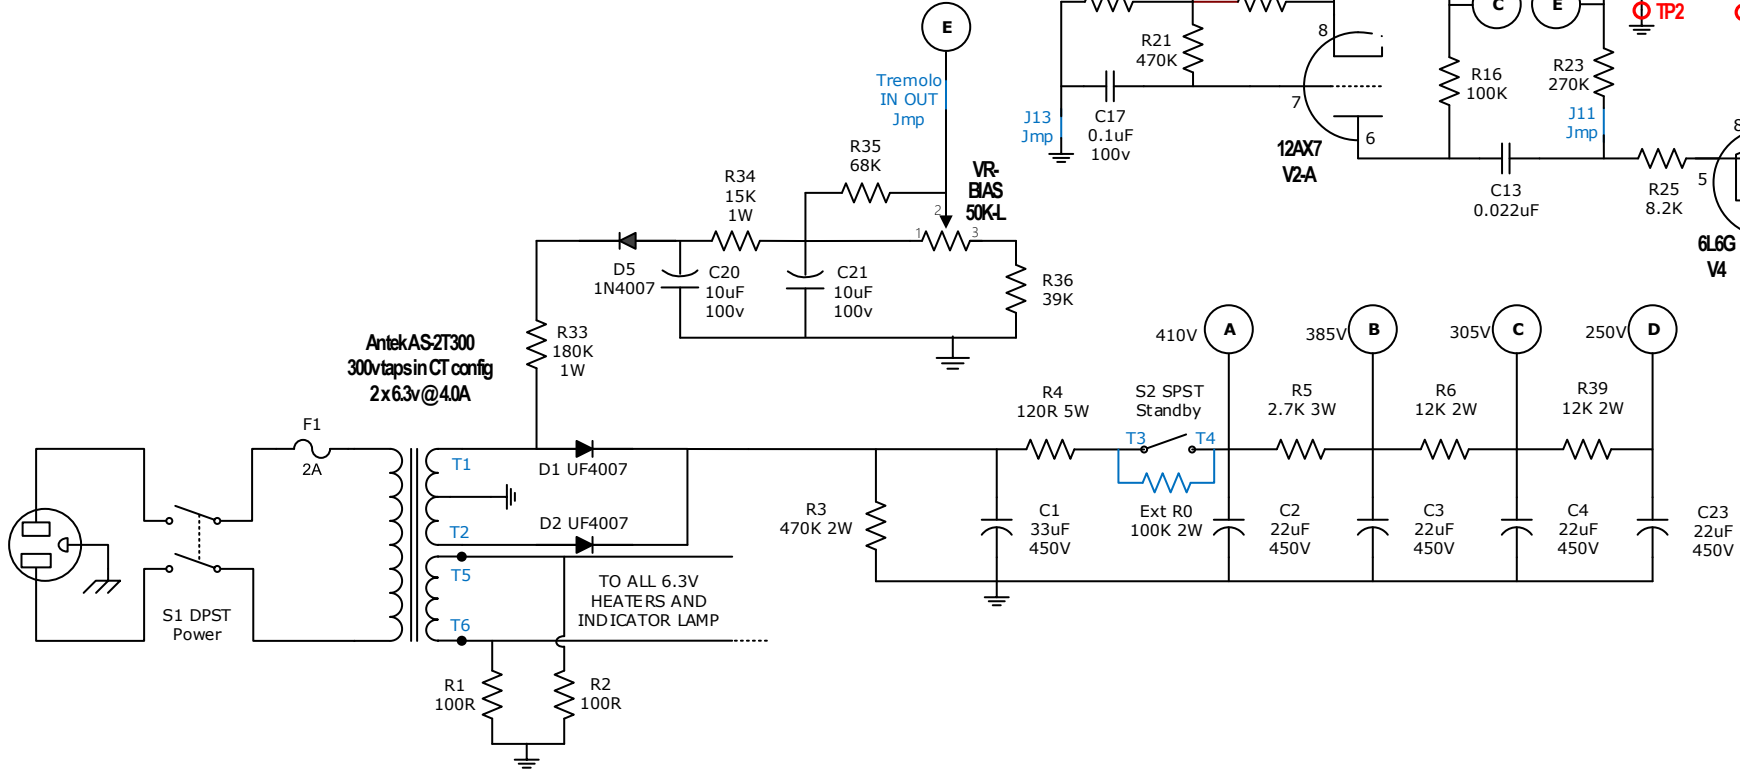 E
C
E
TP2
8
R21
470K
R16
100K
R23
270K
Tremolo
IN OUT
Jmp
J13
Jmp
C17
0.1uF
100v
7
6
J11
Jmp
8
12AX7
V2-A
R35
68K
VR-
BIAS
50K-L
R34
15K
1W
1
2
3
C13
0.022uF
R25
8.2K
5
6L6G
V4
D5
1N4007
C20
10uF
100v
C21
10uF
100v
R36
39K
Antek AS-2T300
300v taps in CT config
2 x 6.3v @ 4.0A
R33
180K
1W
410V
A
385V
B
305V
C
250V
D
R4
120R 5W
S2 SPST
Standby
R5
2.7K 3W
R6
12K 2W
R39
12K 2W
F1
2A
T1
D1 UF4007
T3
T4
T2
D2 UF4007
R3
470K 2W
C1
33uF
450V
Ext R0
100K 2W
C2
22uF
450V
C3
22uF
450V
C4
22uF
450V
C23
22uF
450V
T5
T6
TO ALL 6.3V
HEATERS AND
INDICATOR LAMP
S1 DPST
Power
R1
100R
R2
100R